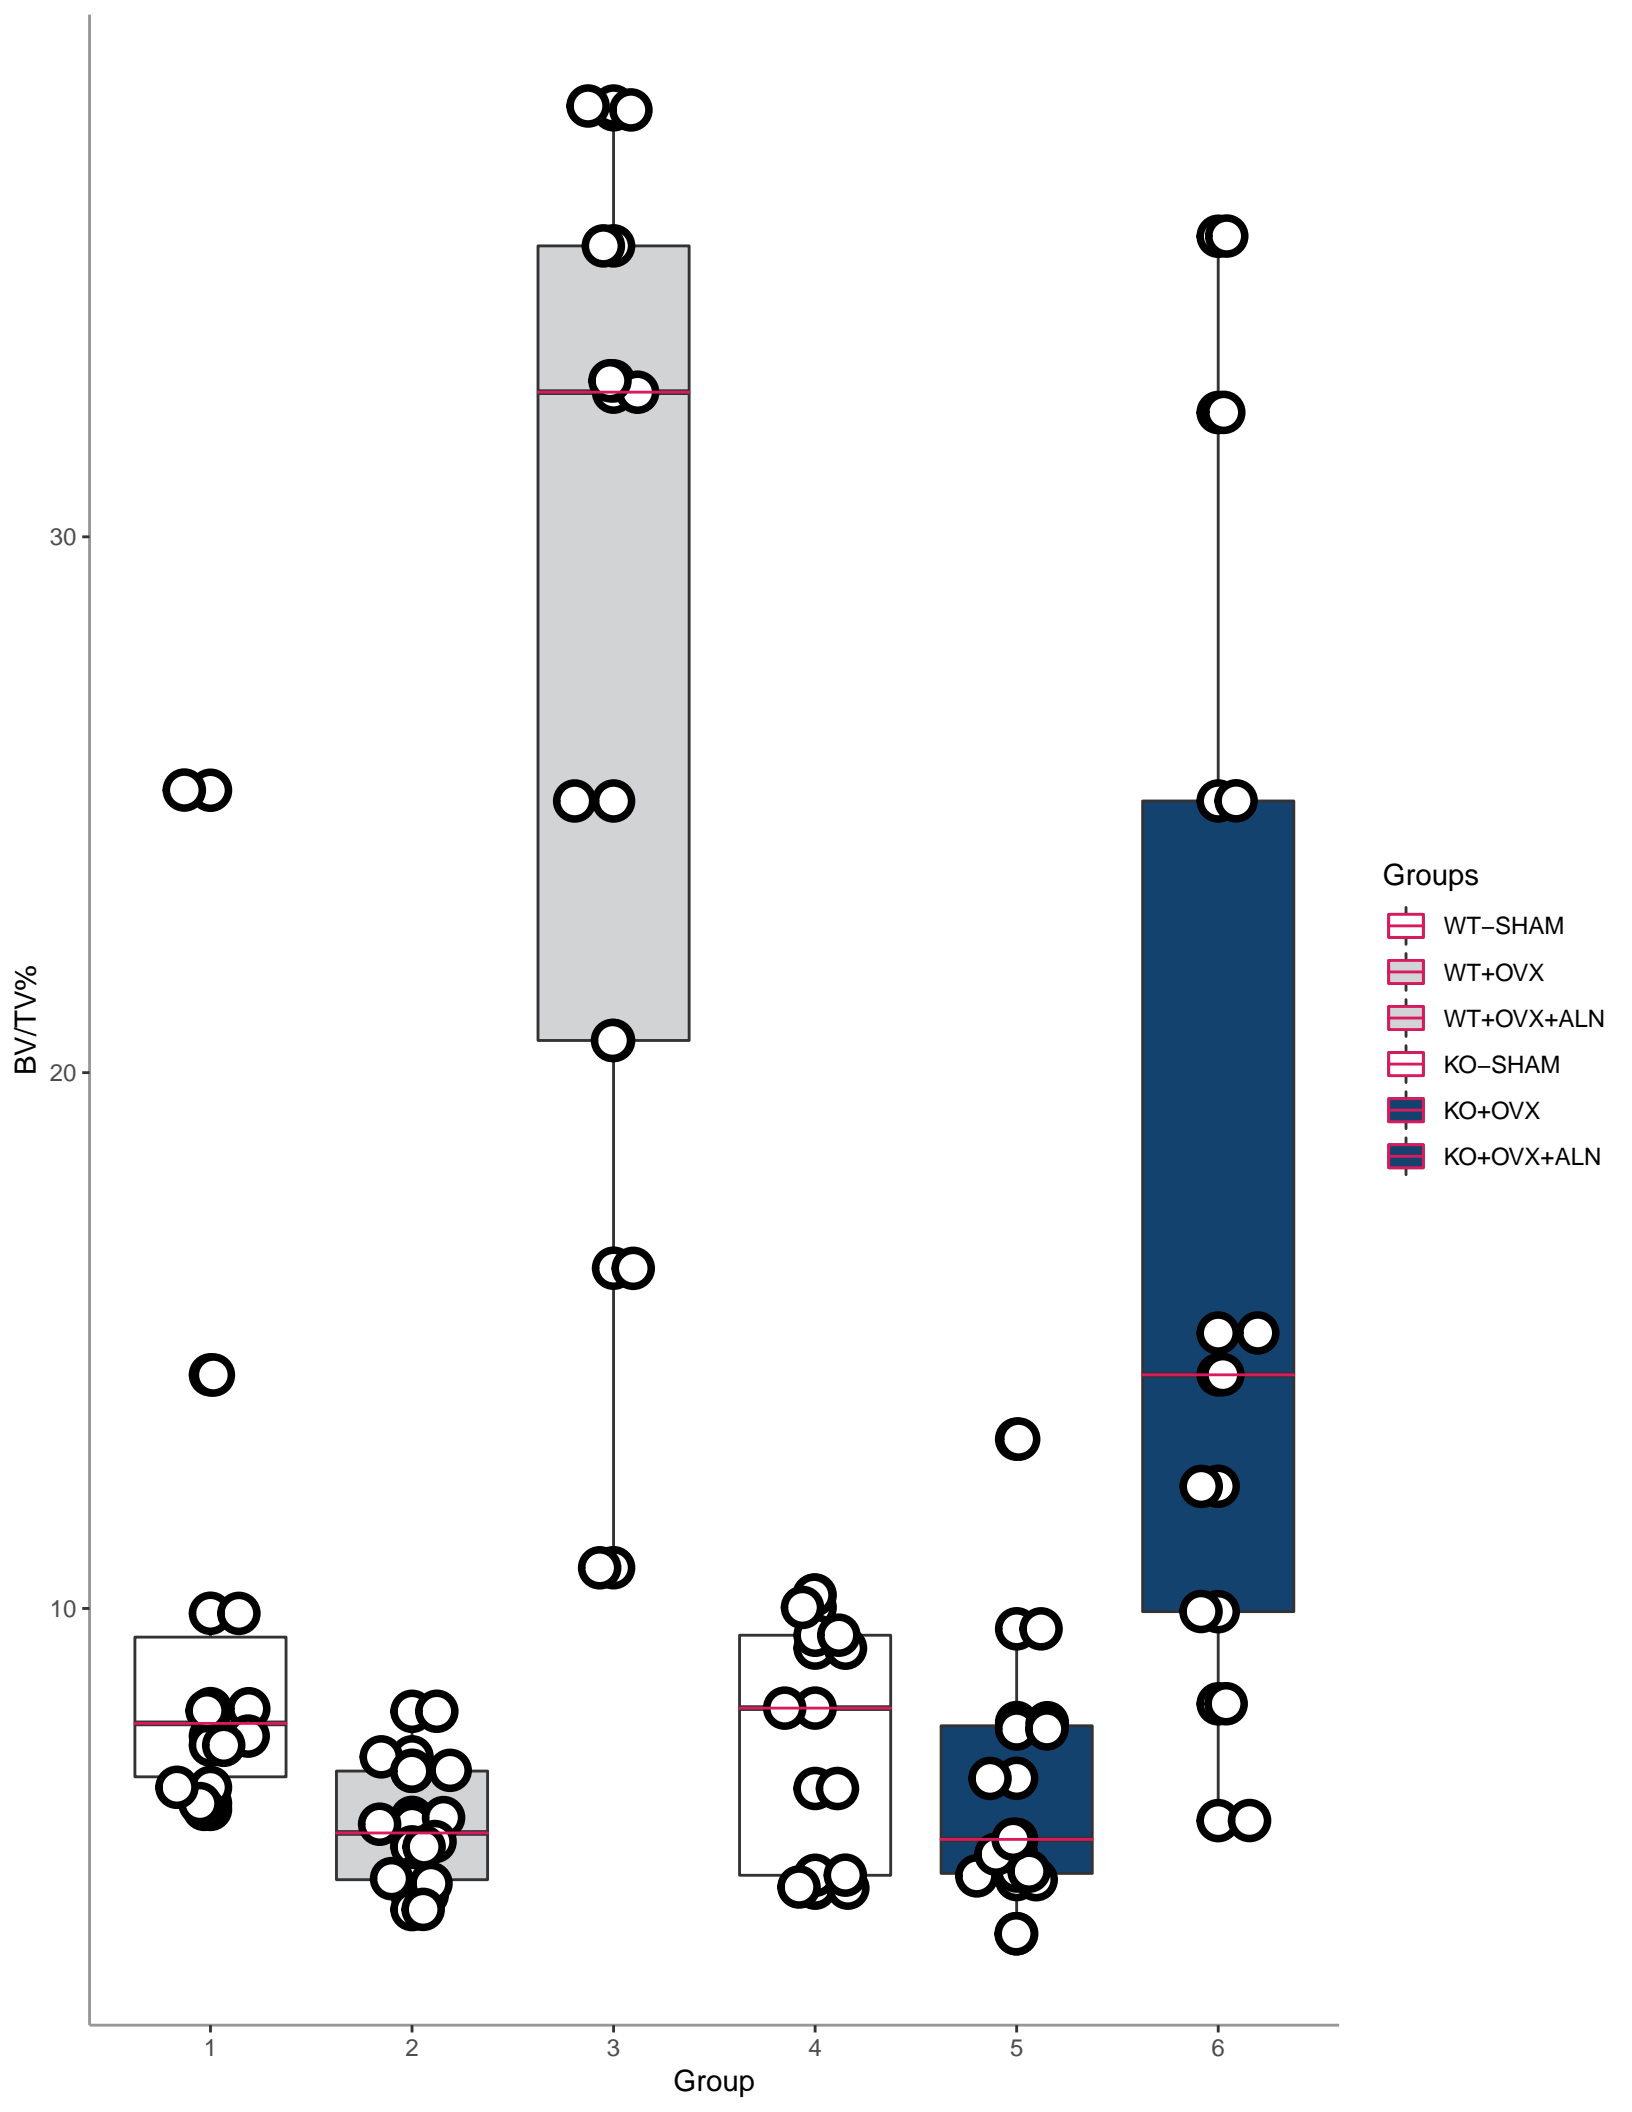 BV/TV%
30
20
10
1 2 3 4 5 6
Group
Groups
WT−SHAM
WT+OVX
WT+OVX+ALN
KO−SHAM
KO+OVX
KO+OVX+ALN